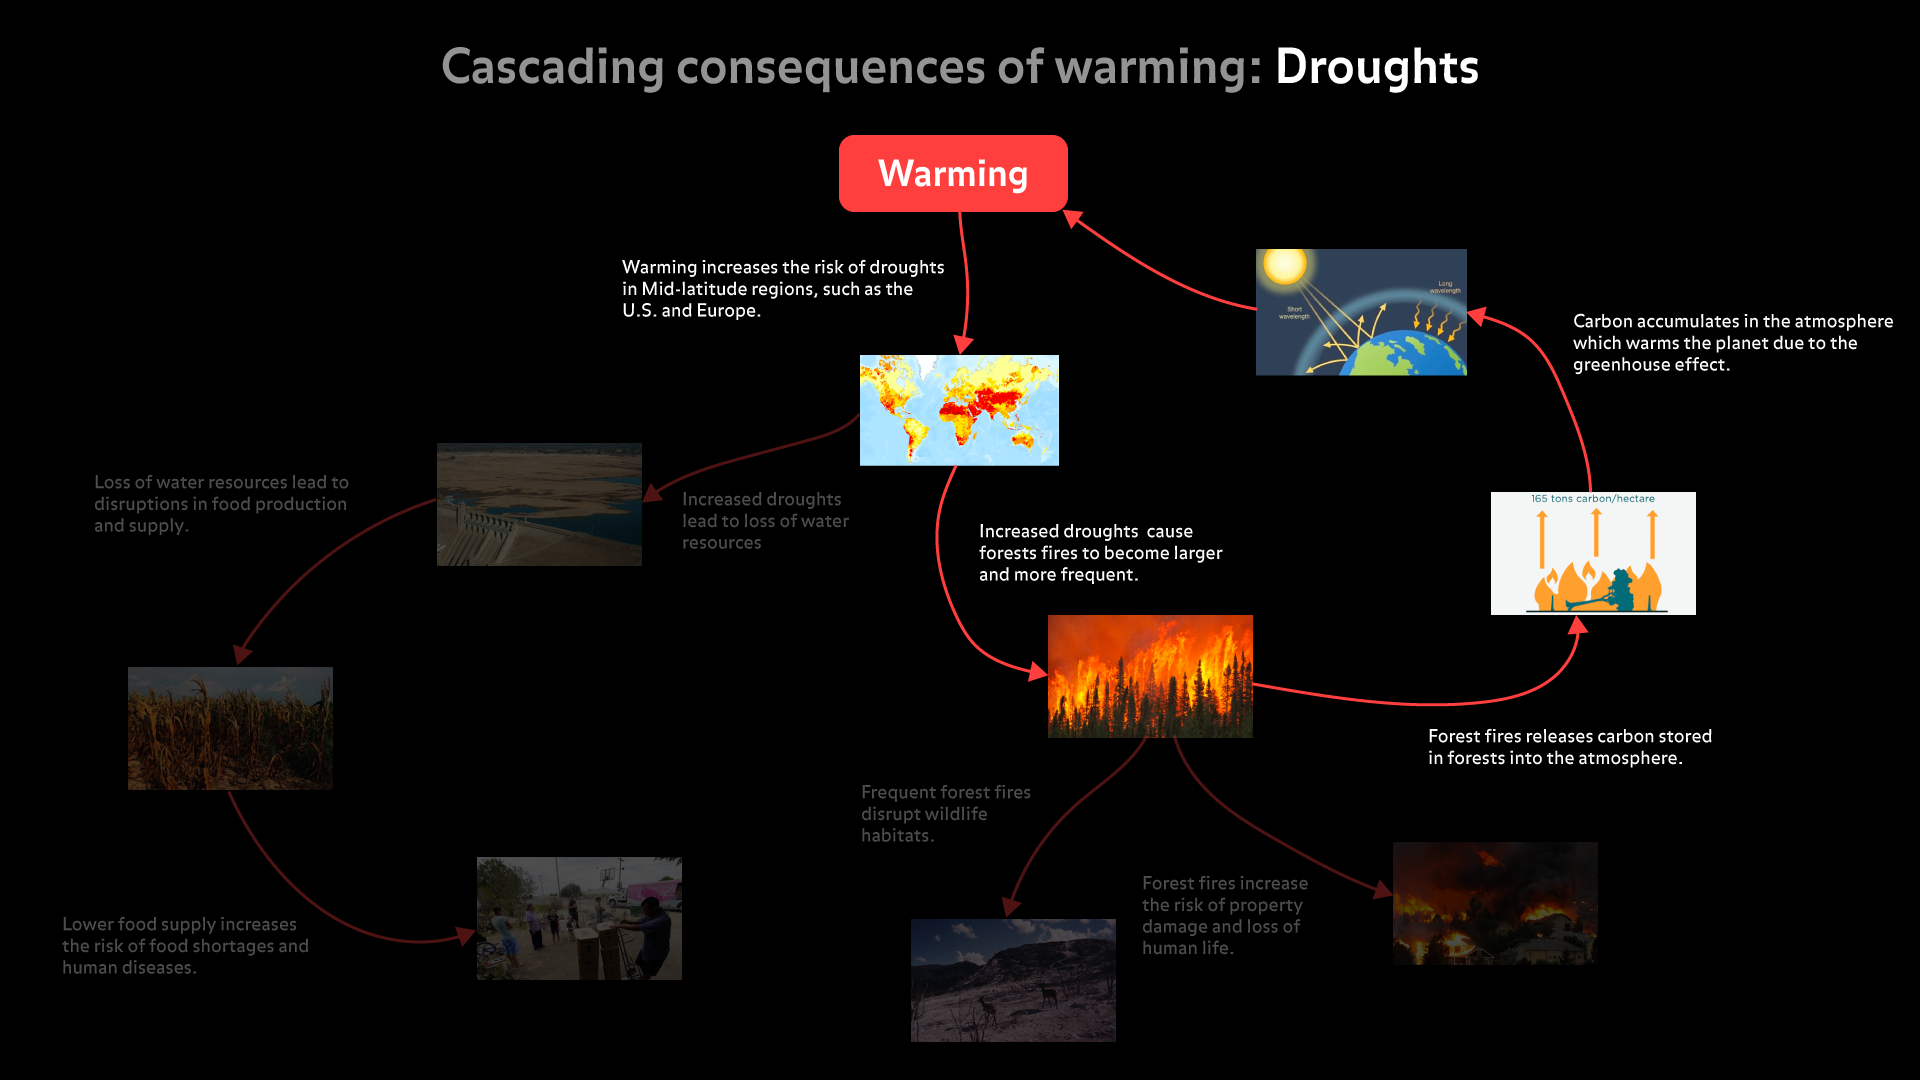 Cascading consequences of warming: Droughts
Warming
Warming increases the risk of droughts
in Mid-latitude regions, such as the
U.S. and Europe.
Short
wavelength
Long
wavelength
Carbon accumulates in the atmosphere
which warms the planet due to the
greenhouse effect.
Loss of water resources lead to
disruptions in food production
and supply.
Increased droughts
lead to loss of water
resources
Increased droughts  cause
forests fires to become larger
and more frequent.
165 tons carbon/hectare
Forest fires releases carbon stored
in forests into the atmosphere.
Frequent forest fires
disrupt wildlife
habitats.
Forest fires increase
the risk of property
damage and loss of
human life.
Lower food supply increases
the risk of food shortages and
human diseases.